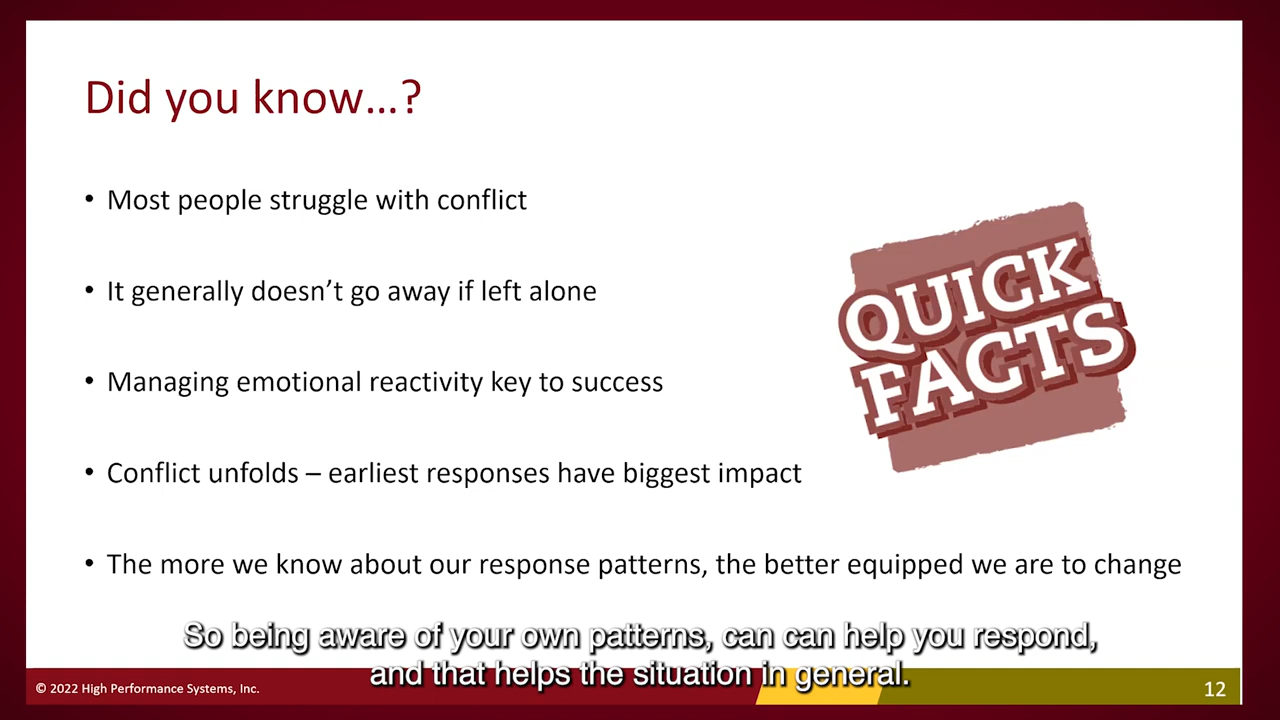 Did you know…?
• Most people struggle with conflict
• It generally doesn’t go away if left alone
• Managing emotional reactivity key to success
• Conflict unfolds – earliest responses have biggest impact
• The more we know about our response patterns, the better equipped we are to change
QUICK
FACTS
So being aware of your own patterns, can can help you respond,
and that helps the situation in general.
© 2022 High Performance Systems, Inc.
12